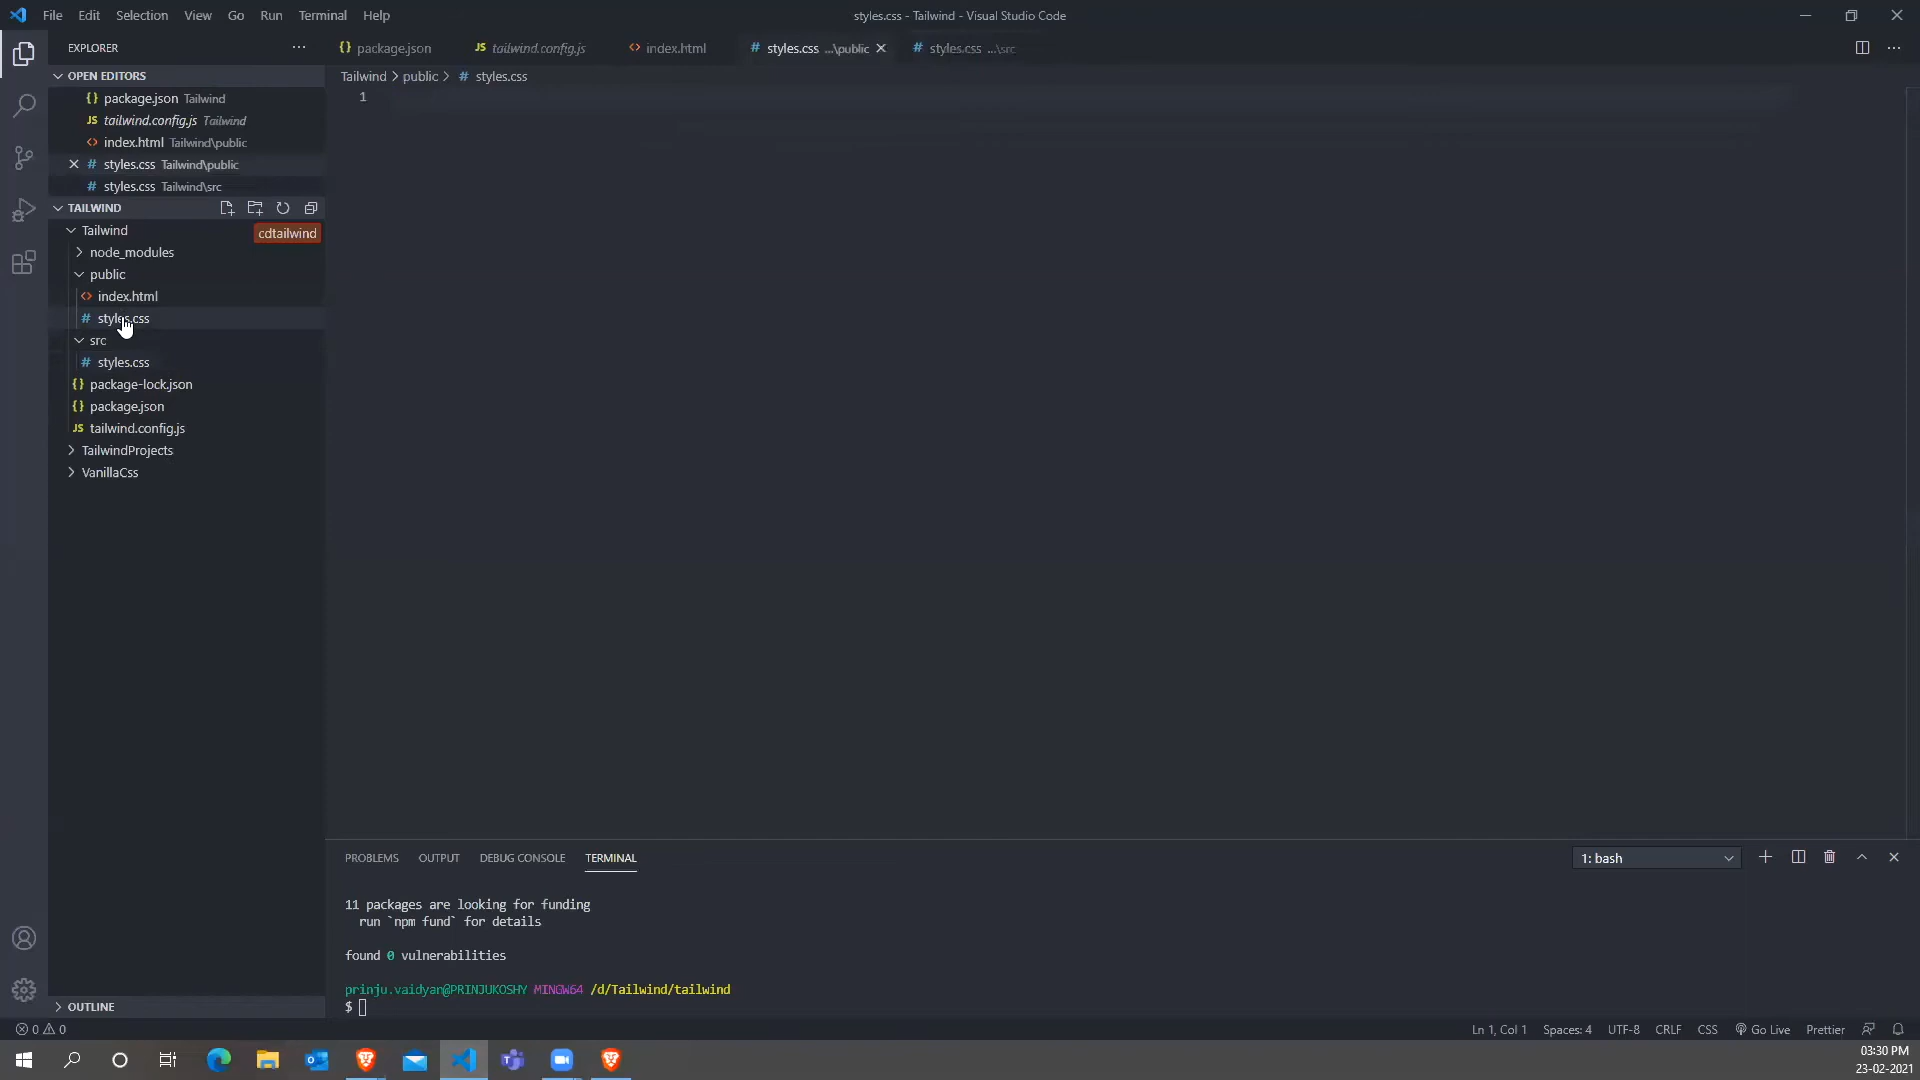 File Edit Selection View Go Run Terminal Help
styles.css - Tailwind - Visual Studio Code
EXPLORER
OPEN EDITORS
package.json Tailwind
JS tailwind.config.js Tailwind
index.html Tailwind\public
# styles.css Tailwind\public
# styles.css Tailwind\src
TAILWIND
Tailwind
cdtailwind
node_modules
public
index.html
# styles.css
src
# styles.css
package-lock.json
package.json
JS tailwind.config.js
TailwindProjects
VanillaCss
OUTLINE
package.json JS tailwind.config.js index.html # styles.css ...\public # styles.css ...\src
Tailwind > public > # styles.css
1
PROBLEMS OUTPUT DEBUG CONSOLE TERMINAL
1: bash
11 packages are looking for funding
run `npm fund` for details
found 0 vulnerabilities
prinju.vaidyan@PRINJUKOSHY MINGW64 /d/Tailwind/tailwind
$
0 0
Ln 1, Col 1 Spaces: 4 UTF-8 CRLF CSS Go Live Prettier
03:30 PM
23-02-2021